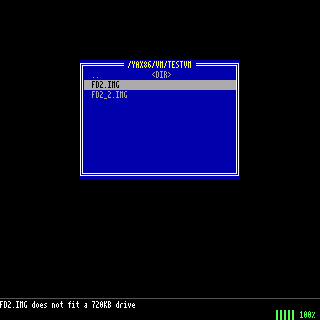 /YAX86/VM/TESTVM
.. <DIR>
FD2.IMG
FD2_2.IMG
FD2.IMG does not fit a 720KB drive
100%